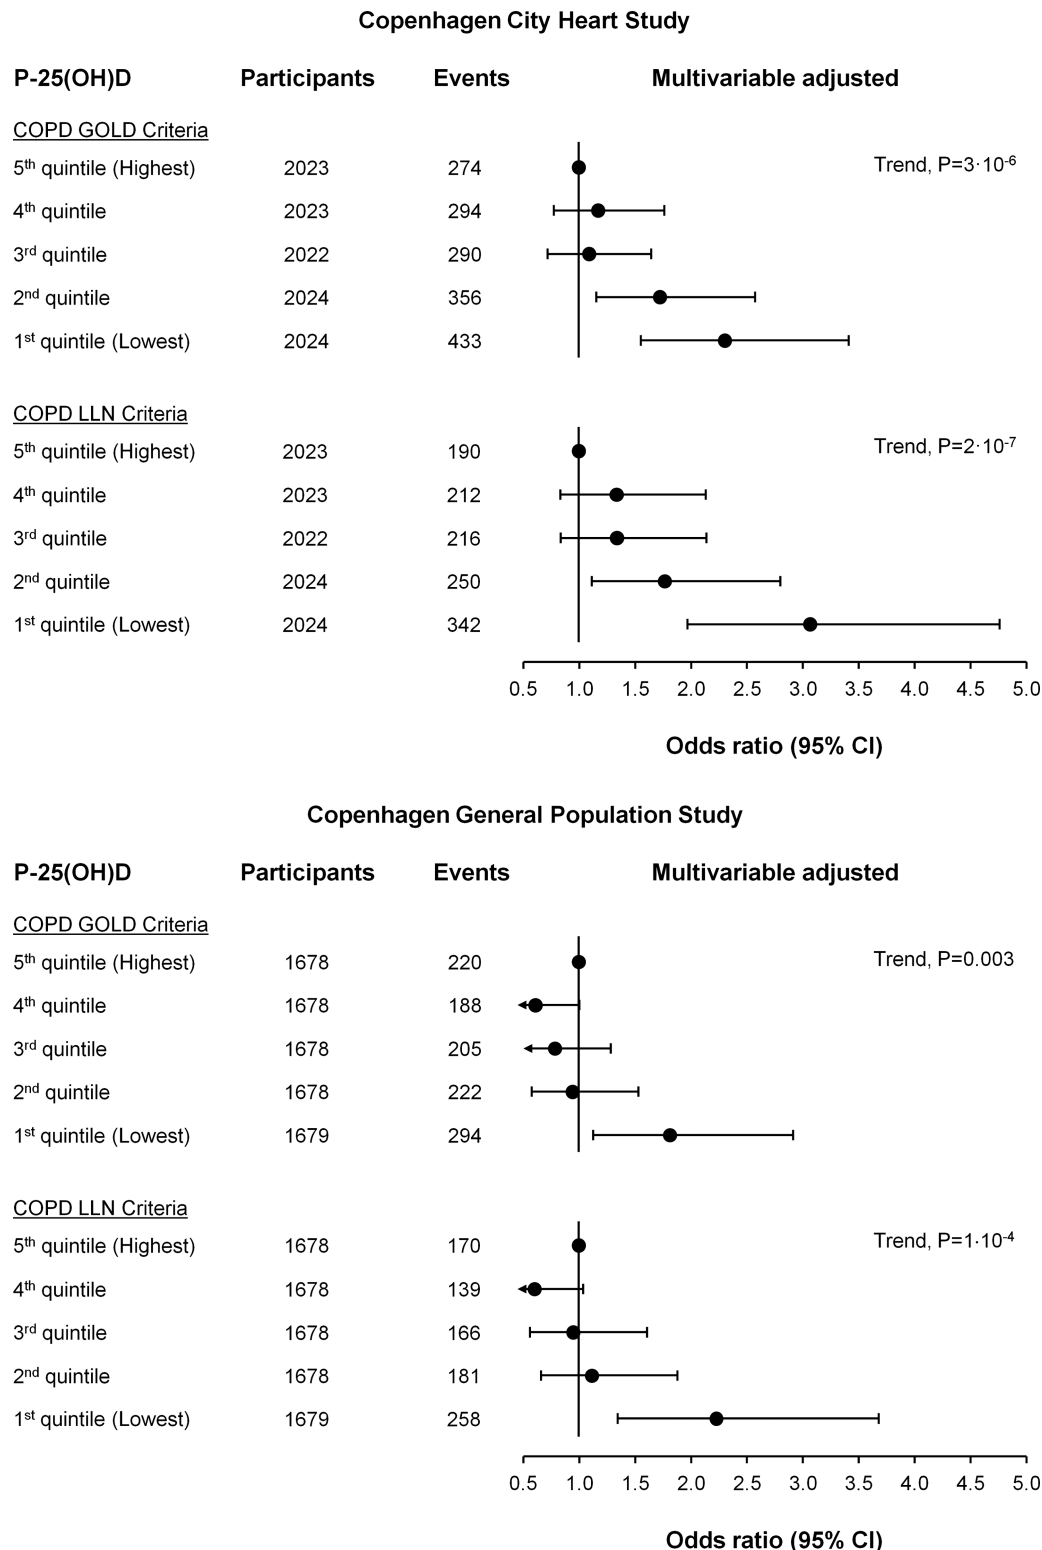 Copenhagen City Heart Study
P-25(OH)D Participants Events Multivariable adjusted
COPD GOLD Criteria
5th quintile (Highest) 2023 274 Trend, P=3·10-6
4th quintile 2023 294
3rd quintile 2022 290
2nd quintile 2024 356
1st quintile (Lowest) 2024 433
COPD LLN Criteria
5th quintile (Highest) 2023 190 Trend, P=2·10-7
4th quintile 2023 212
3rd quintile 2022 216
2nd quintile 2024 250
1st quintile (Lowest) 2024 342
0.5 1.0 1.5 2.0 2.5 3.0 3.5 4.0 4.5 5.0
Odds ratio (95% CI)
Copenhagen General Population Study
P-25(OH)D Participants Events Multivariable adjusted
COPD GOLD Criteria
5th quintile (Highest) 1678 220 Trend, P=0.003
4th quintile 1678 188
3rd quintile 1678 205
2nd quintile 1678 222
1st quintile (Lowest) 1679 294
COPD LLN Criteria
5th quintile (Highest) 1678 170 Trend, P=1·10-4
4th quintile 1678 139
3rd quintile 1678 166
2nd quintile 1678 181
1st quintile (Lowest) 1679 258
0.5 1.0 1.5 2.0 2.5 3.0 3.5 4.0 4.5 5.0
Odds ratio (95% CI)